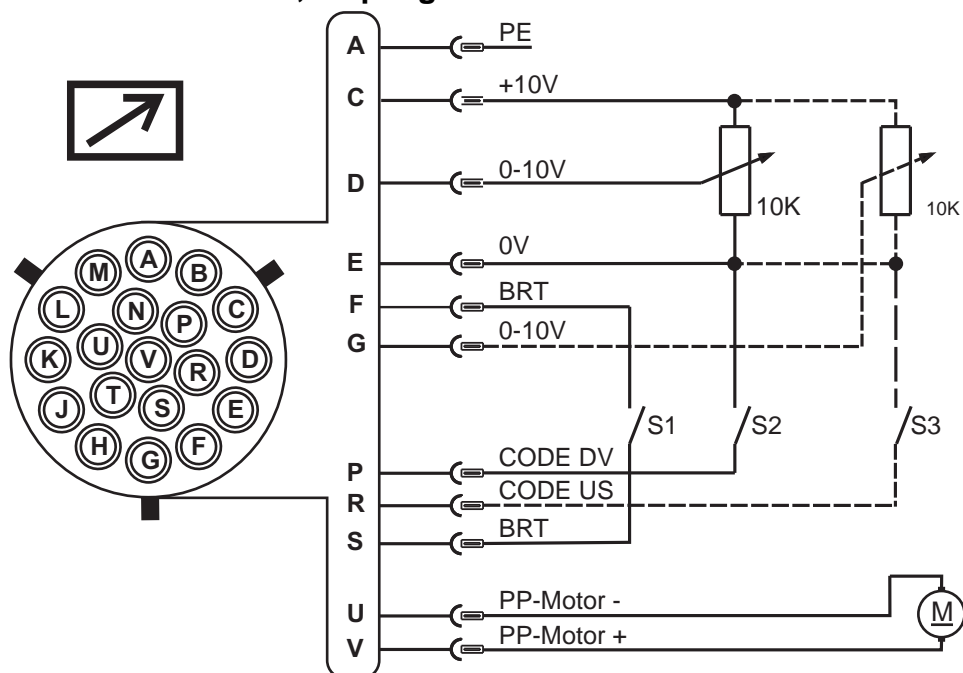 A PE
C +10V
D 0-10V 10K 10K
E 0V
F BRT
G 0-10V
S1 S2 S3
P CODE DV
R CODE US
S BRT
U PP-Motor -
V PP-Motor +
M
A
M B
L N P C
U V D
K R
T S
J E
H F
G